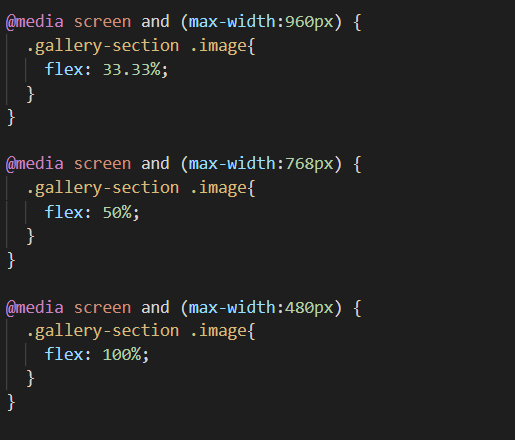 @media screen and (max-width:960px) {
.gallery-section .image{
flex: 33.33%;
}
}
@media screen and (max-width:768px) {
.gallery-section .image{
flex: 50%;
}
}
@media screen and (max-width:480px) {
.gallery-section .image{
flex: 100%;
}
}